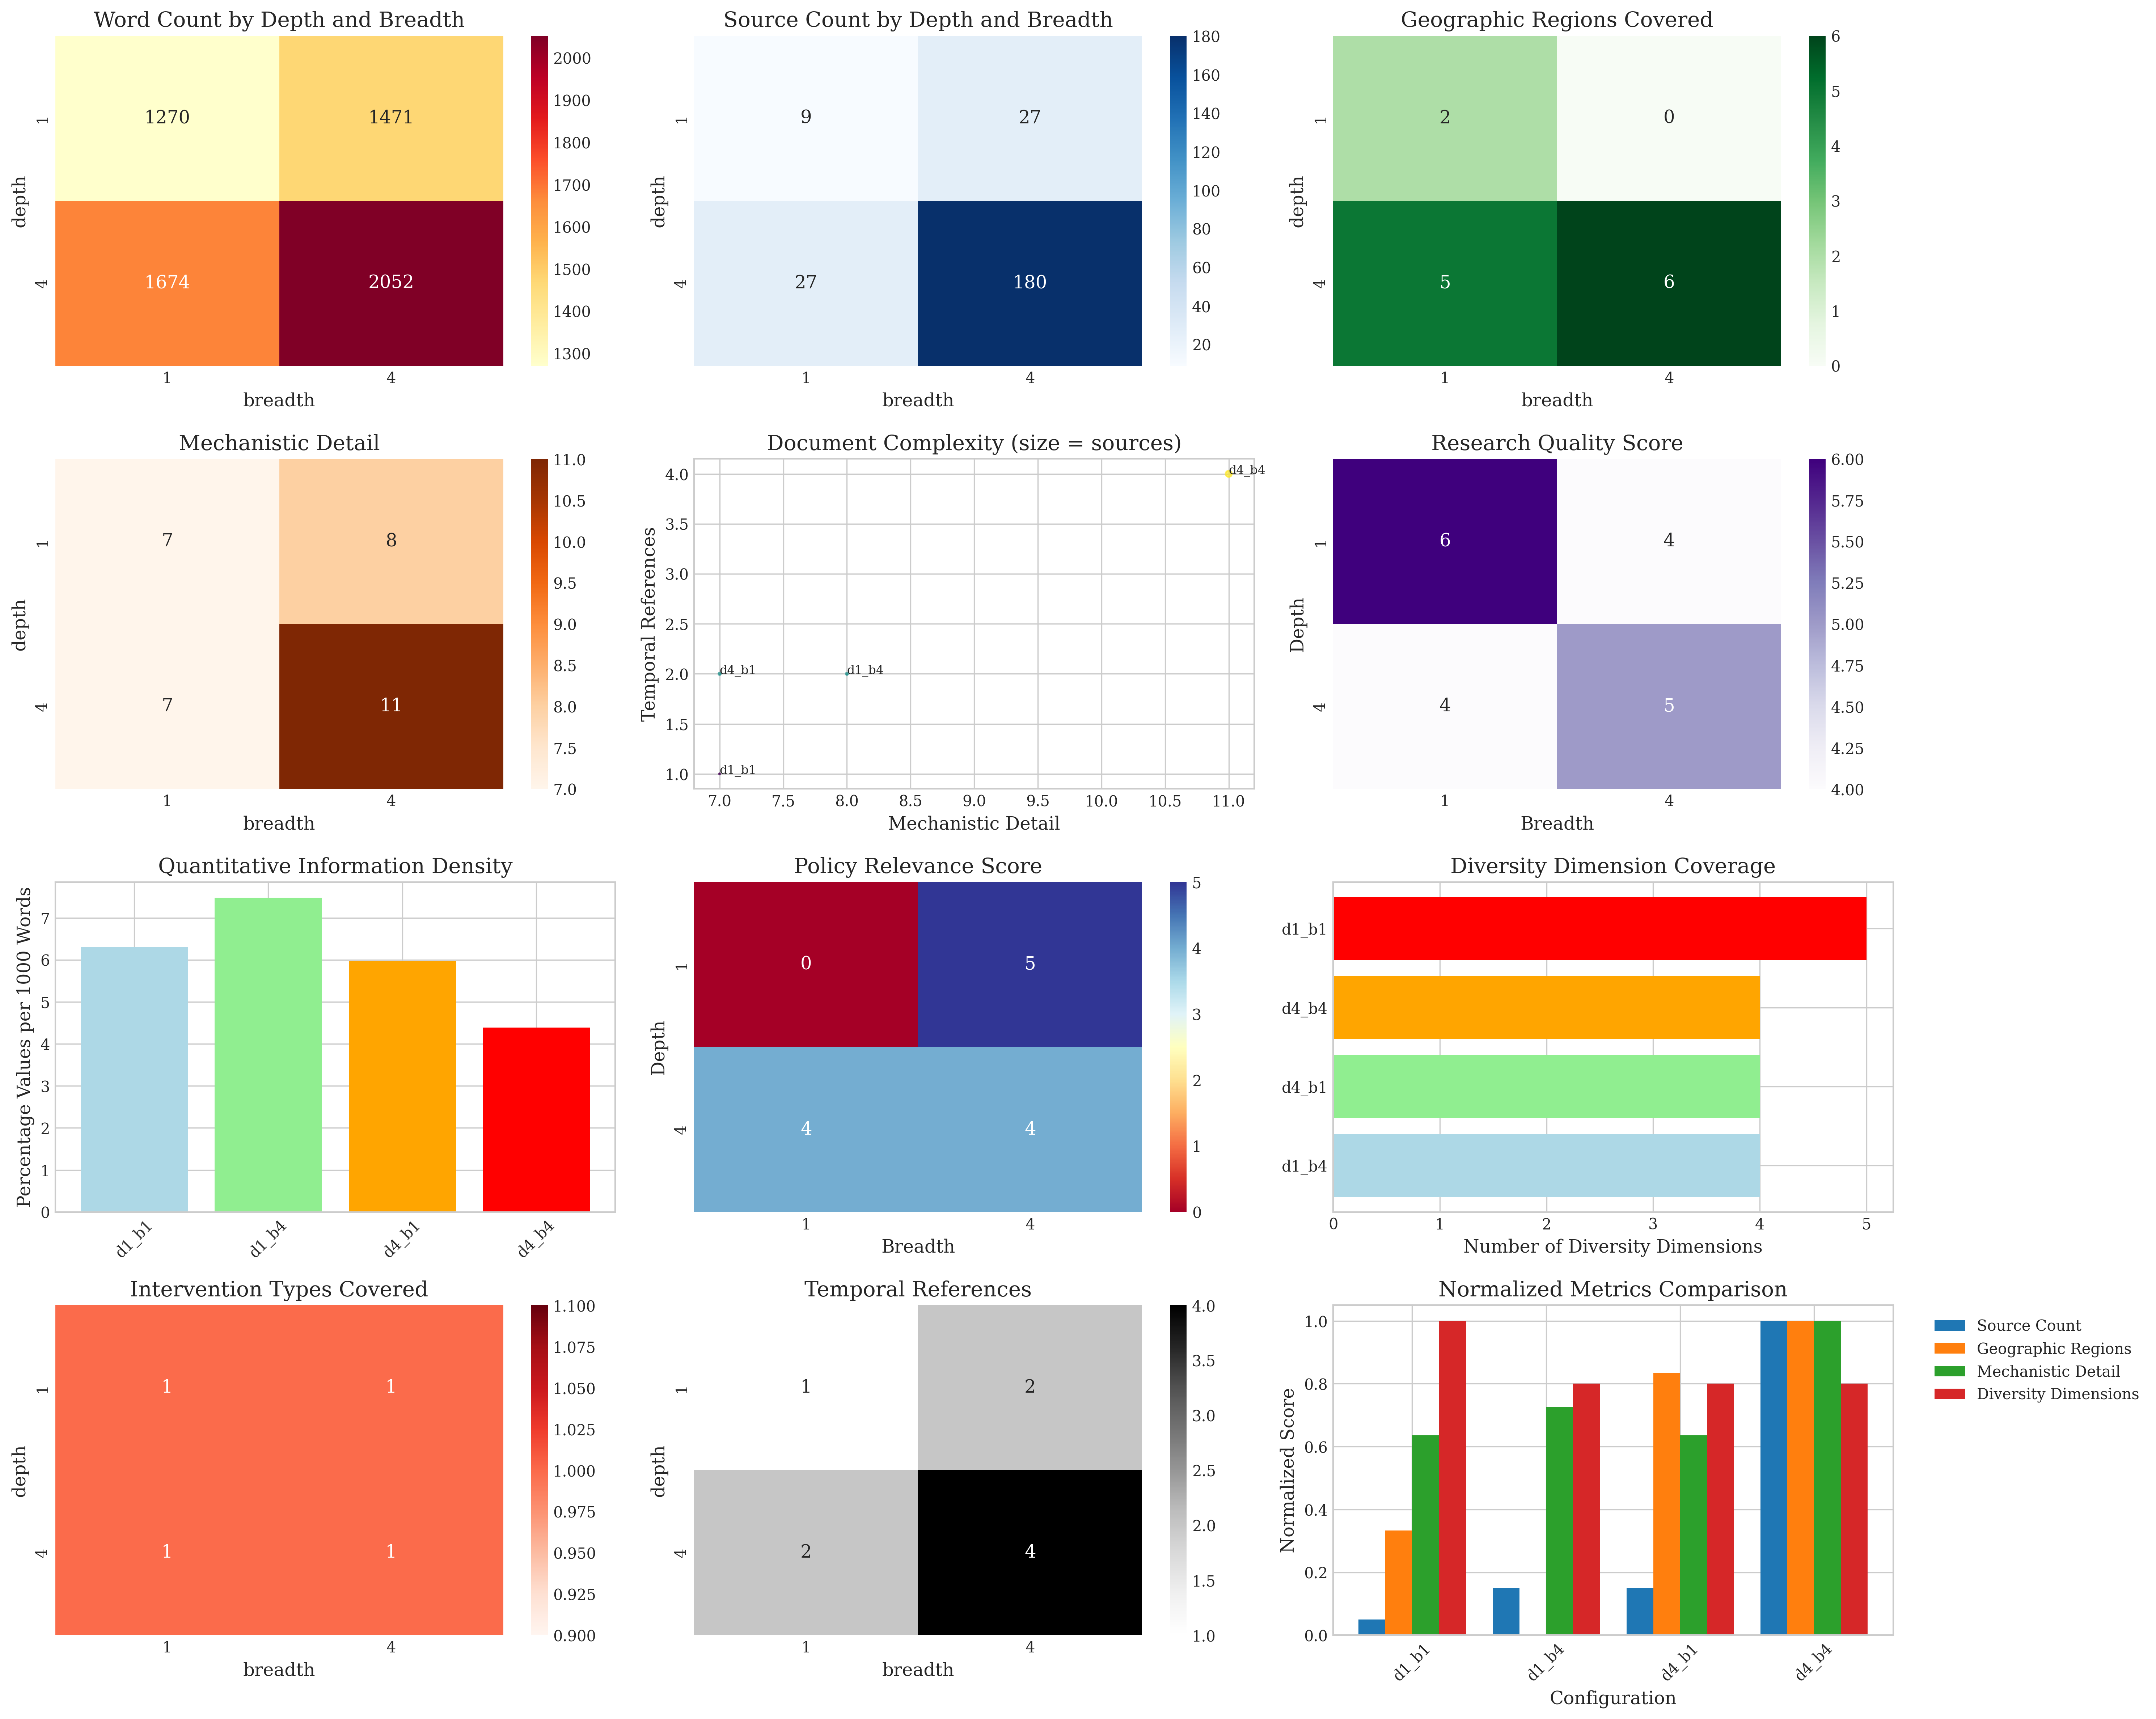 Word Count by Depth and Breadth
1270 1471
1674 2052
depth
1
4
1 4
breadth
2000
1900
1800
1700
1600
1500
1400
1300
Source Count by Depth and Breadth
9 27
27 180
depth
1
4
1 4
breadth
180
160
140
120
100
80
60
40
20
Geographic Regions Covered
2 0
5 6
depth
1
4
1 4
breadth
6
5
4
3
2
1
0
Mechanistic Detail
7 8
7 11
depth
1
4
1 4
breadth
11.0
10.5
10.0
9.5
9.0
8.5
8.0
7.5
7.0
Document Complexity (size = sources)
Temporal References
4.0
3.5
3.0
2.5
2.0
1.5
1.0
d4_b4
d4_b1
d1_b4
d1_b1
7.0 7.5 8.0 8.5 9.0 9.5 10.0 10.5 11.0
Mechanistic Detail
Research Quality Score
6 4
4 5
Depth
1
4
1 4
Breadth
6.00
5.75
5.50
5.25
5.00
4.75
4.50
4.25
4.00
Quantitative Information Density
Percentage Values per 1000 Words
7
6
5
4
3
2
1
0
d1_b1 d1_b4 d4_b1 d4_b4
Policy Relevance Score
0 5
4 4
Depth
1
4
1 4
Breadth
5
4
3
2
1
0
Diversity Dimension Coverage
d1_b1
d4_b4
d4_b1
d1_b4
0 1 2 3 4 5
Number of Diversity Dimensions
Intervention Types Covered
1 1
1 1
depth
1
4
1 4
breadth
1.100
1.075
1.050
1.025
1.000
0.975
0.950
0.925
0.900
Temporal References
1 2
2 4
depth
1
4
1 4
breadth
4.0
3.5
3.0
2.5
2.0
1.5
1.0
Normalized Metrics Comparison
Normalized Score
1.0
0.8
0.6
0.4
0.2
0.0
d1_b1 d1_b4 d4_b1 d4_b4
Configuration
Source Count
Geographic Regions
Mechanistic Detail
Diversity Dimensions